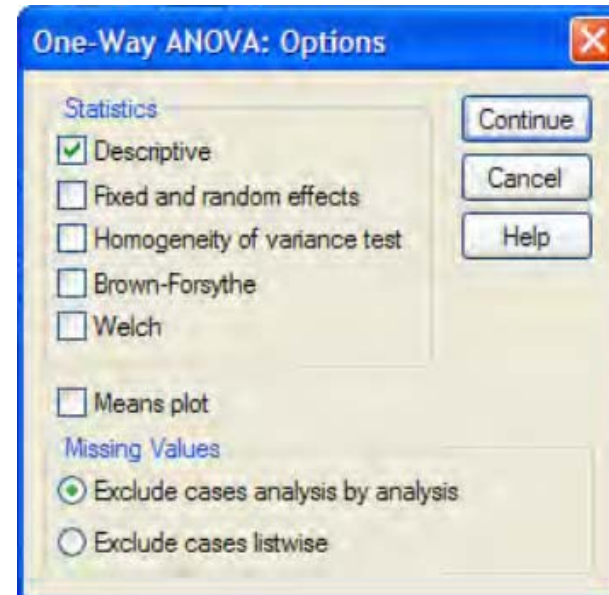 One-Way ANOVA: Options
Statistics
Descriptive
Fixed and random effects
Homogeneity of variance test
Brown-Forsythe
Welch
Continue
Cancel
Help
Means plot
Missing Values
Exclude cases analysis by analysis
Exclude cases listwise